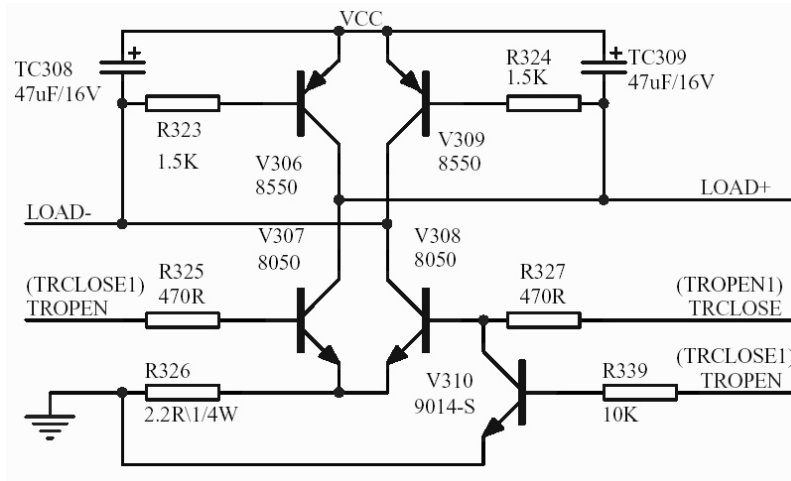 VCC
+
+
TC308
47uF/16V
R324
1.5K
TC309
47uF/16V
R323
1.5K
V306
8550
V309
8550
LOAD+
LOAD-
V307
8050
V308
8050
(TRCLOSE1)
TROPEN
R325
470R
R327
470R
(TROPEN1)
TRCLOSE
R326
2.2R\1/4W
V310
9014-S
R339
10K
(TRCLOSE1)
TROPEN